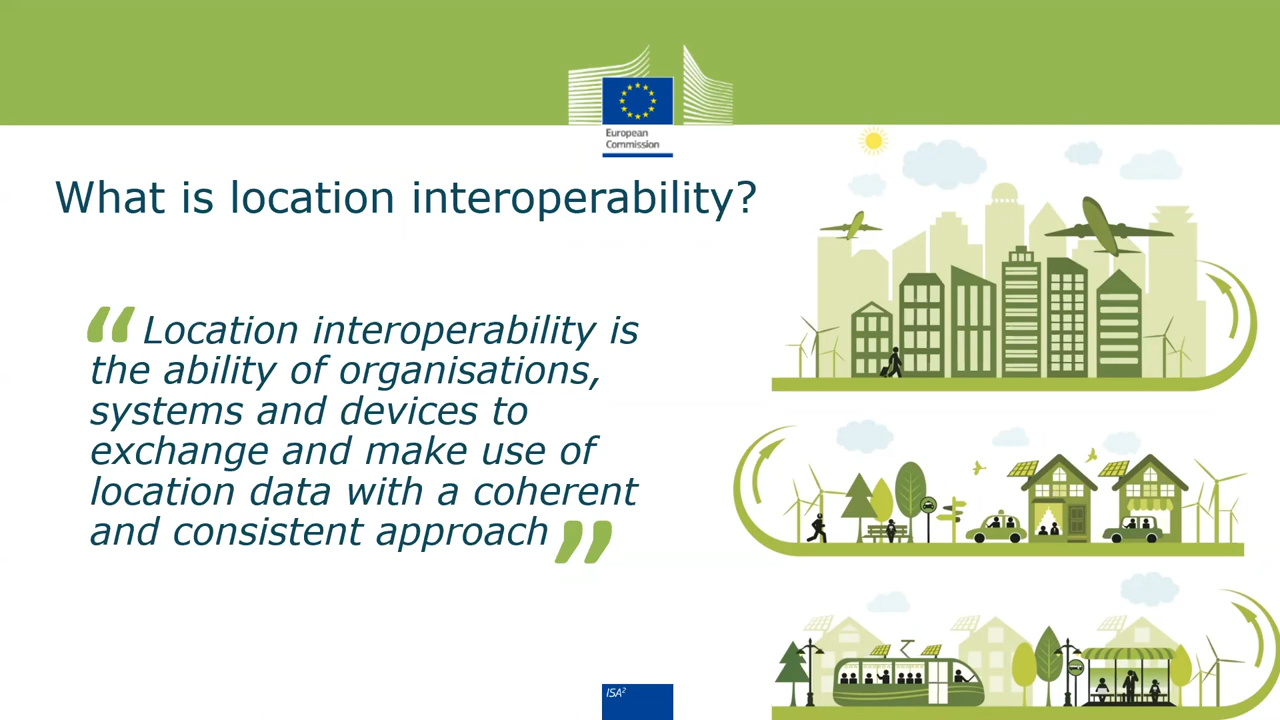 European
Commission
What is location interoperability?
“ Location interoperability is
the ability of organisations,
systems and devices to
exchange and make use of
location data with a coherent
and consistent approach ”
ISA²